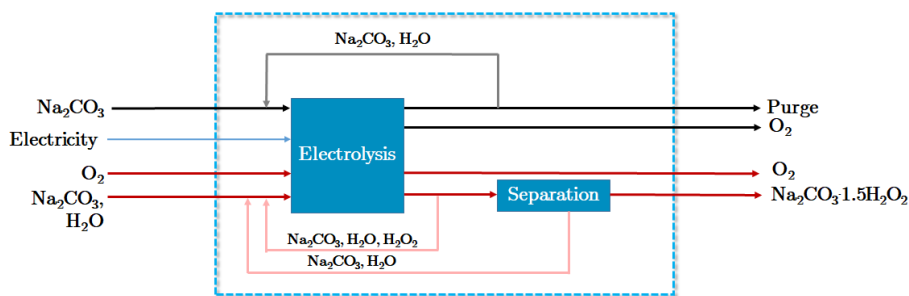 Na₂CO₃, H₂O
Na₂CO₃
Purge
O₂
Electricity
Electrolysis
O₂
O₂
Na₂CO₃,
H₂O
Separation
Na₂CO₃·1.5H₂O₂
Na₂CO₃, H₂O, H₂O₂
Na₂CO₃, H₂O